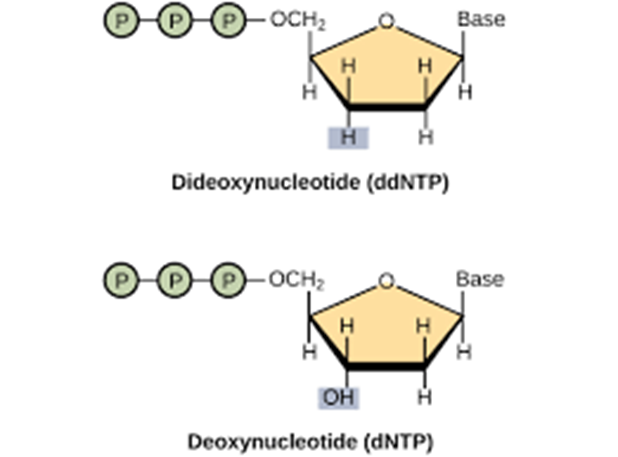 P P P OCH₂ O Base
H H
H H
H H
Dideoxynucleotide (ddNTP)
P P P OCH₂ O Base
H H
H H
OH H
Deoxynucleotide (dNTP)